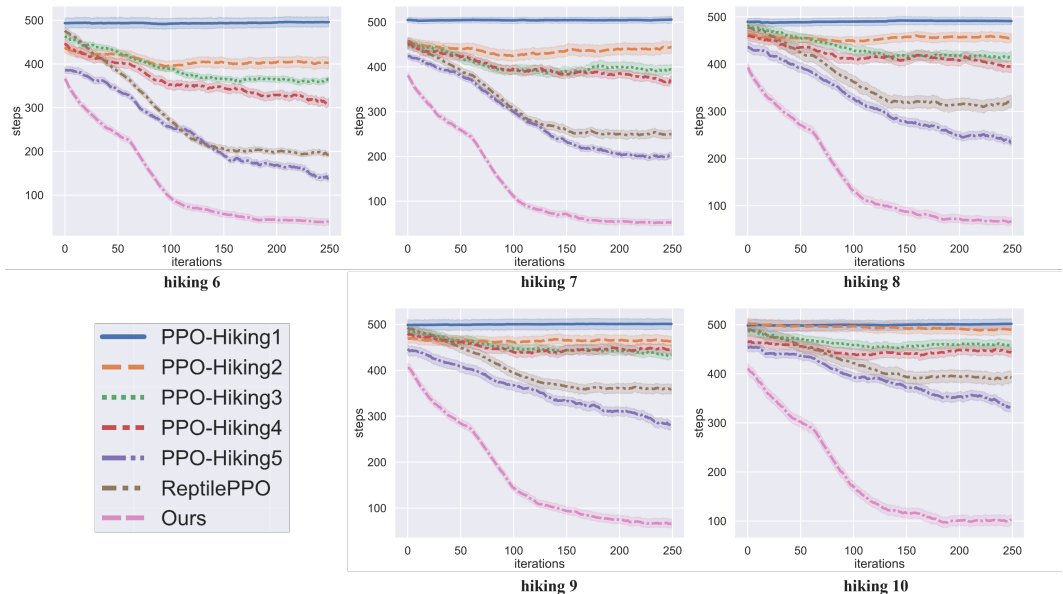 500
400
300
200
100
steps
0 50 100 150 200 250
iterations
hiking 6
500
400
300
200
100
steps
0 50 100 150 200 250
iterations
hiking 7
500
400
300
200
100
steps
0 50 100 150 200 250
iterations
hiking 8
PPO-Hiking1
PPO-Hiking2
PPO-Hiking3
PPO-Hiking4
PPO-Hiking5
ReptilePPO
Ours
500
400
300
200
100
steps
0 50 100 150 200 250
iterations
hiking 9
500
400
300
200
100
steps
0 50 100 150 200 250
iterations
hiking 10